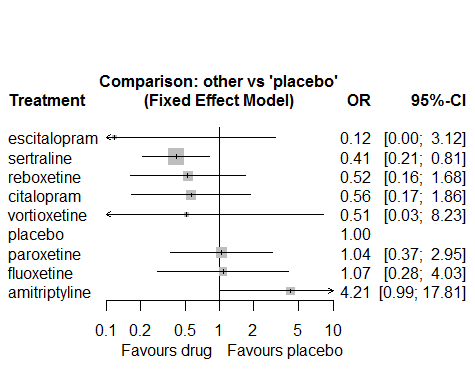 Comparison: other vs 'placebo'
Treatment (Fixed Effect Model) OR 95%-CI
escitalopram 0.12 [0.00; 3.12]
sertraline 0.41 [0.21; 0.81]
reboxetine 0.52 [0.16; 1.68]
citalopram 0.56 [0.17; 1.86]
vortioxetine 0.51 [0.03; 8.23]
placebo 1.00
paroxetine 1.04 [0.37; 2.95]
fluoxetine 1.07 [0.28; 4.03]
amitriptyline 4.21 [0.99; 17.81]
0.1 0.2 0.5 1 2 5 10
Favours drug Favours placebo